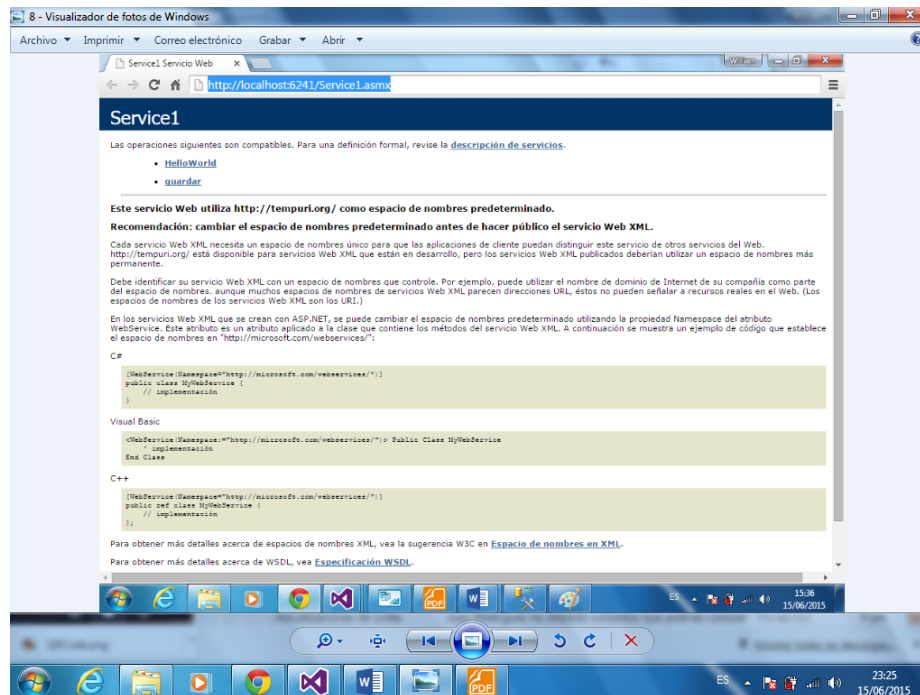 8 - Visualizador de fotos de Windows
Archivo Imprimir Correo electrónico Grabar Abrir
Service1 Servicio Web
William
http://localhost:6241/Service1.asmx
Service1
Las operaciones siguientes son compatibles. Para una definición formal, revise la descripción de servicios.
HelloWorld
guardar
Este servicio Web utiliza http://tempuri.org/ como espacio de nombres predeterminado.
Recomendación: cambiar el espacio de nombres predeterminado antes de hacer público el servicio Web XML.
Cada servicio Web XML necesita un espacio de nombres único para que las aplicaciones de cliente puedan distinguir este servicio de otros servicios del Web.
http://tempuri.org/ está disponible para servicios Web XML que están en desarrollo, pero los servicios Web XML publicados deberían utilizar un espacio de nombres más
permanente.
Debe identificar su servicio Web XML con un espacio de nombres que controle. Por ejemplo, puede utilizar el nombre de dominio de Internet de su compañía como parte
del espacio de nombres. aunque muchos espacios de nombres de servicios Web XML parecen direcciones URL, éstos no pueden señalar a recursos reales en el Web. (Los
espacios de nombres de los servicios Web XML son los URI.)
En los servicios Web XML que se crean con ASP.NET, se puede cambiar el espacio de nombres predeterminado utilizando la propiedad Namespace del atributo
WebService. Este atributo es un atributo aplicado a la clase que contiene los métodos del servicio Web XML. A continuación se muestra un ejemplo de código que establece
el espacio de nombres en "http://microsoft.com/webservices/":
C#
[WebService(Namespace="http://microsoft.com/webservices/")]
public class MyWebService {
// implementación
}
Visual Basic
<WebService(Namespace:="http://microsoft.com/webservices/")> Public Class MyWebService
' implementación
End Class
C++
[WebService(Namespace="http://microsoft.com/webservices/")]
public ref class MyWebService {
// implementación
};
Para obtener más detalles acerca de espacios de nombres XML, vea la sugerencia W3C en Espacio de nombres en XML.
Para obtener más detalles acerca de WSDL, vea Especificación WSDL.
PDF
ES
15:36
15/06/2015
PDF
ES
23:25
15/06/2015